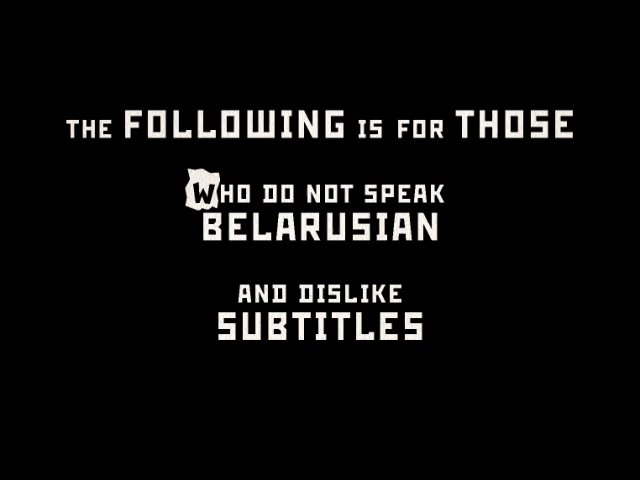 THE FOLLOWING IS FOR THOSE
WHO DO NOT SPEAK
BELARUSIAN
AND DISLIKE
SUBTITLES